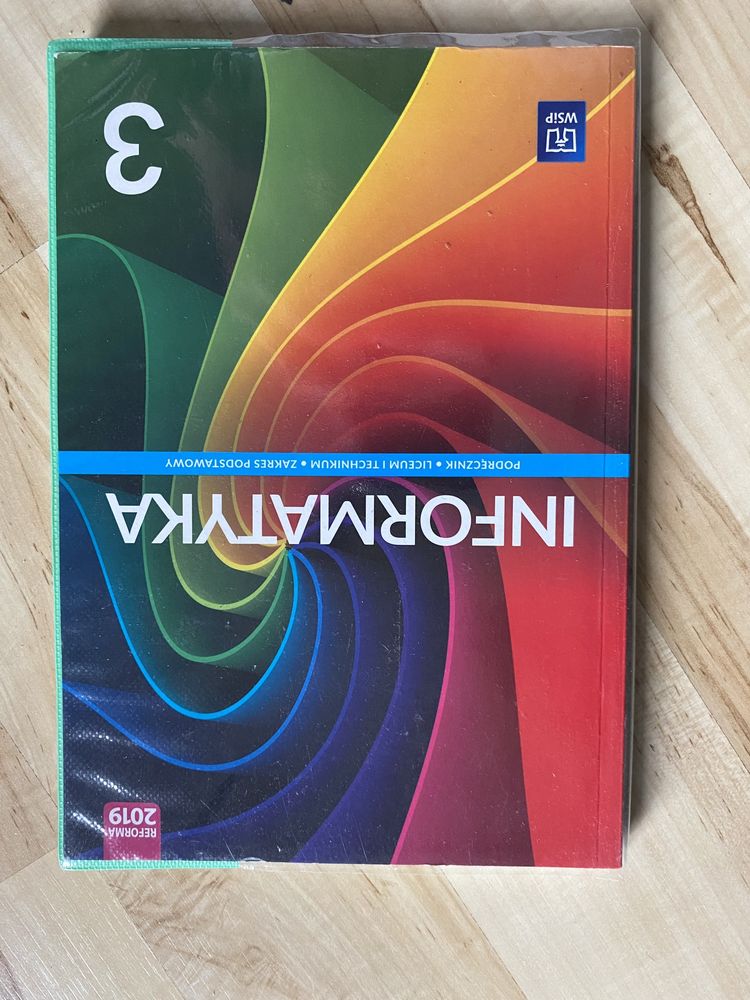 REFORMA
2019
INFORMATYKA
PODRĘCZNIK • LICEUM I TECHNIKUM • ZAKRES PODSTAWOWY
WSiP
3